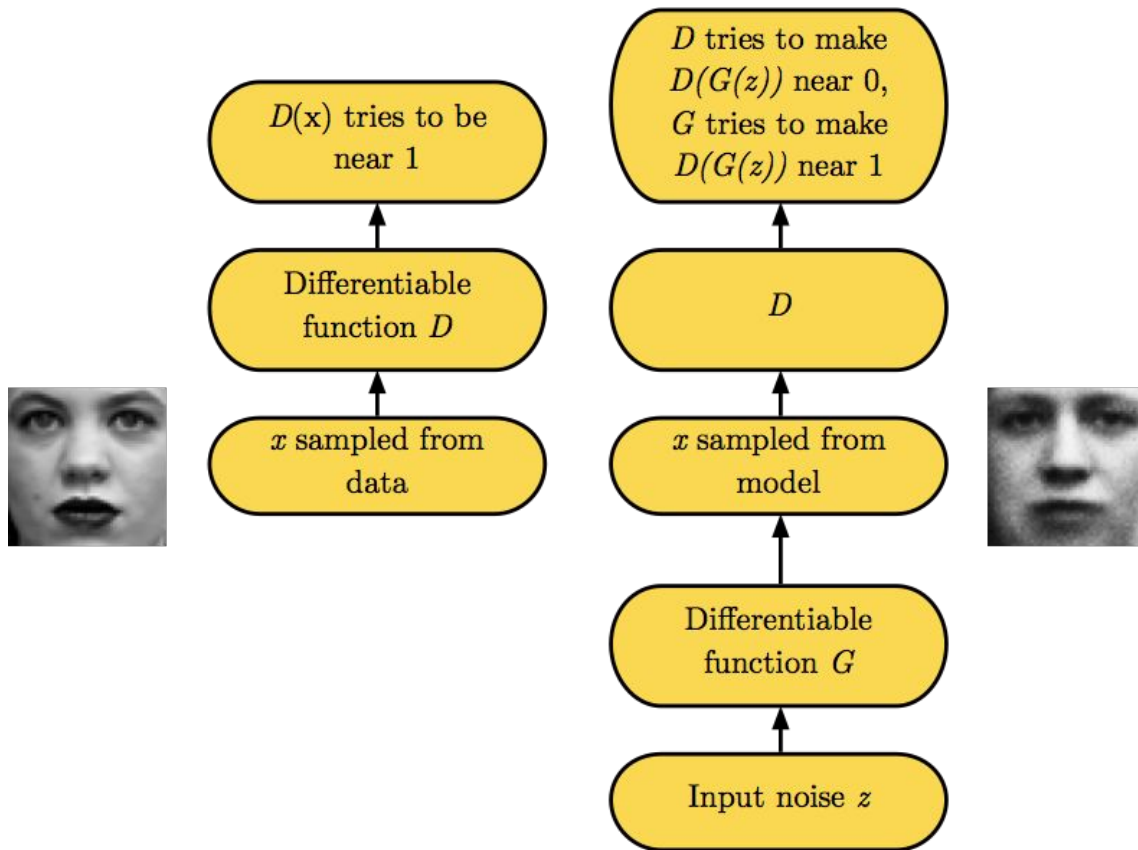 D(x) tries to be
near 1
Differentiable
function D
x sampled from
data
D tries to make
D(G(z)) near 0,
G tries to make
D(G(z)) near 1
D
x sampled from
model
Differentiable
function G
Input noise z